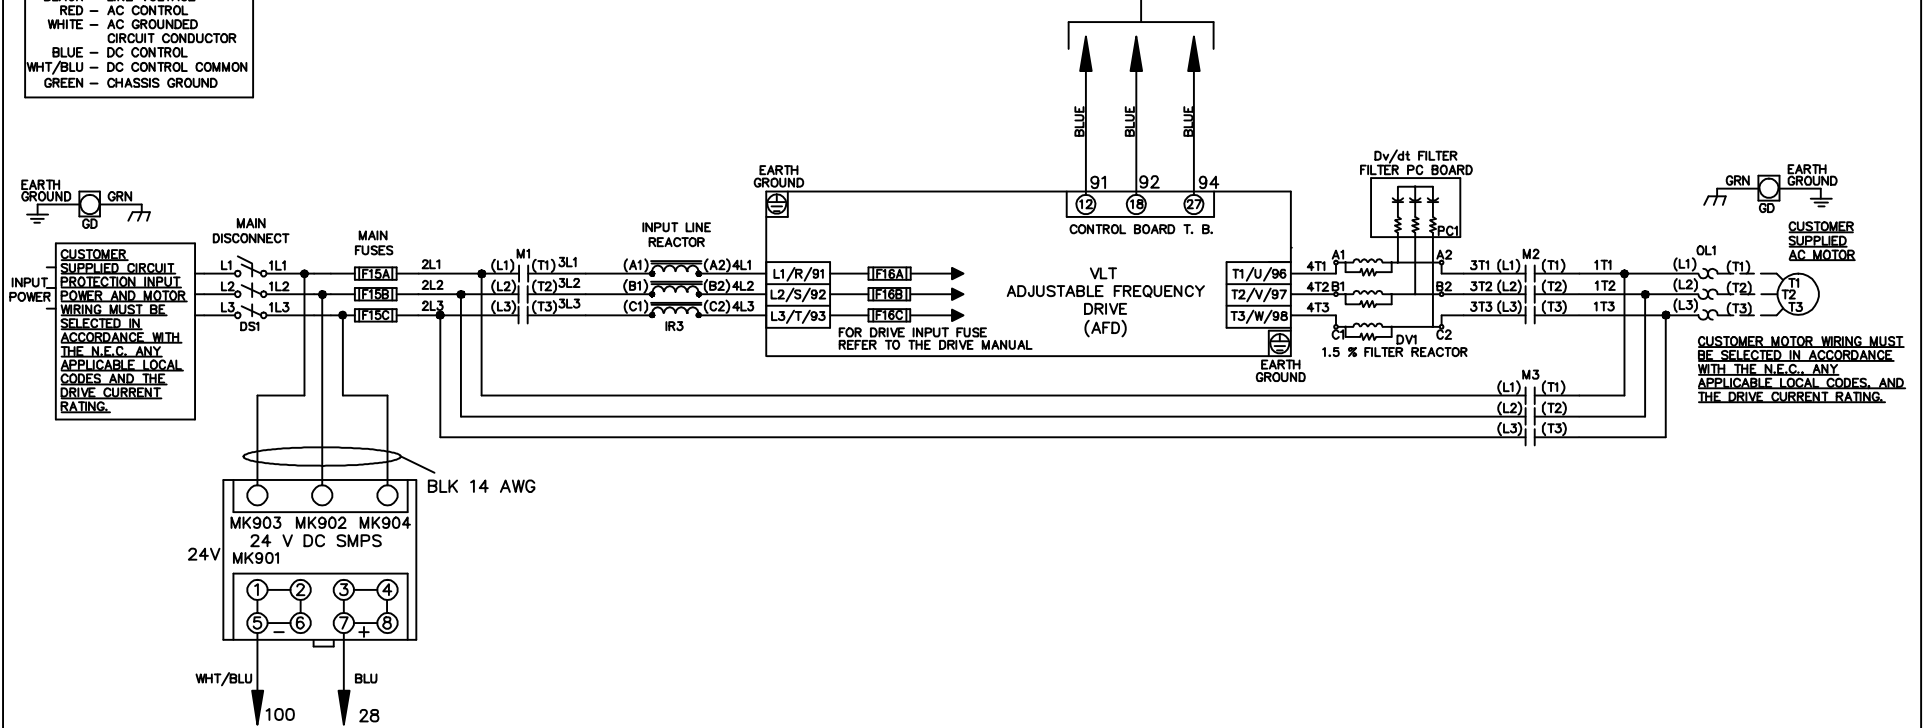 RED – AC CONTROL
WHITE – AC GROUNDED
CIRCUIT CONDUCTOR
BLUE – DC CONTROL
WHT/BLU – DC CONTROL COMMON
GREEN – CHASSIS GROUND
BLUE
BLUE
BLUE
91
92
94
12
18
27
CONTROL BOARD T. B.
EARTH
GROUND
GRN
GD
INPUT
POWER
CUSTOMER
SUPPLIED CIRCUIT
PROTECTION INPUT
POWER AND MOTOR
WIRING MUST BE
SELECTED IN
ACCORDANCE WITH
THE N.E.C. ANY
APPLICABLE LOCAL
CODES AND THE
DRIVE CURRENT
RATING.
MAIN
DISCONNECT
L1 1L1
L2 1L2
L3 1L3
DS1
MAIN
FUSES
F15A
F15B
F15C
2L1
2L2
2L3
M1
(L1) (T1) 3L1
(L2) (T2) 3L2
(L3) (T3) 3L3
INPUT LINE
REACTOR
(A1) (A2) 4L1
(B1) (B2) 4L2
(C1) (C2) 4L3
IR3
EARTH
GROUND
L1/R/91
L2/S/92
L3/T/93
F16A
F16B
F16C
FOR DRIVE INPUT FUSE
REFER TO THE DRIVE MANUAL
VLT
ADJUSTABLE FREQUENCY
DRIVE
(AFD)
T1/U/96
T2/V/97
T3/W/98
EARTH
GROUND
Dv/dt FILTER
FILTER PC BOARD
PC1
4T1 A1 A2
4T2 B1 B2
4T3 C1 C2
DV1
1.5 % FILTER REACTOR
M2
3T1 (L1) (T1) 1T1
3T2 (L2) (T2) 1T2
3T3 (L3) (T3) 1T3
M3
(L1) (T1)
(L2) (T2)
(L3) (T3)
OL1
(L1) (T1)
(L2) (T2)
(L3) (T3)
T1
T2
T3
GRN
GD
EARTH
GROUND
CUSTOMER
SUPPLIED
AC MOTOR
CUSTOMER MOTOR WIRING MUST
BE SELECTED IN ACCORDANCE
WITH THE N.E.C., ANY
APPLICABLE LOCAL CODES, AND
THE DRIVE CURRENT RATING.
BLK 14 AWG
MK903 MK902 MK904
24 V DC SMPS
24V
MK901
1 2 3 4
5 6 7 8
– +
WHT/BLU
BLU
100
28